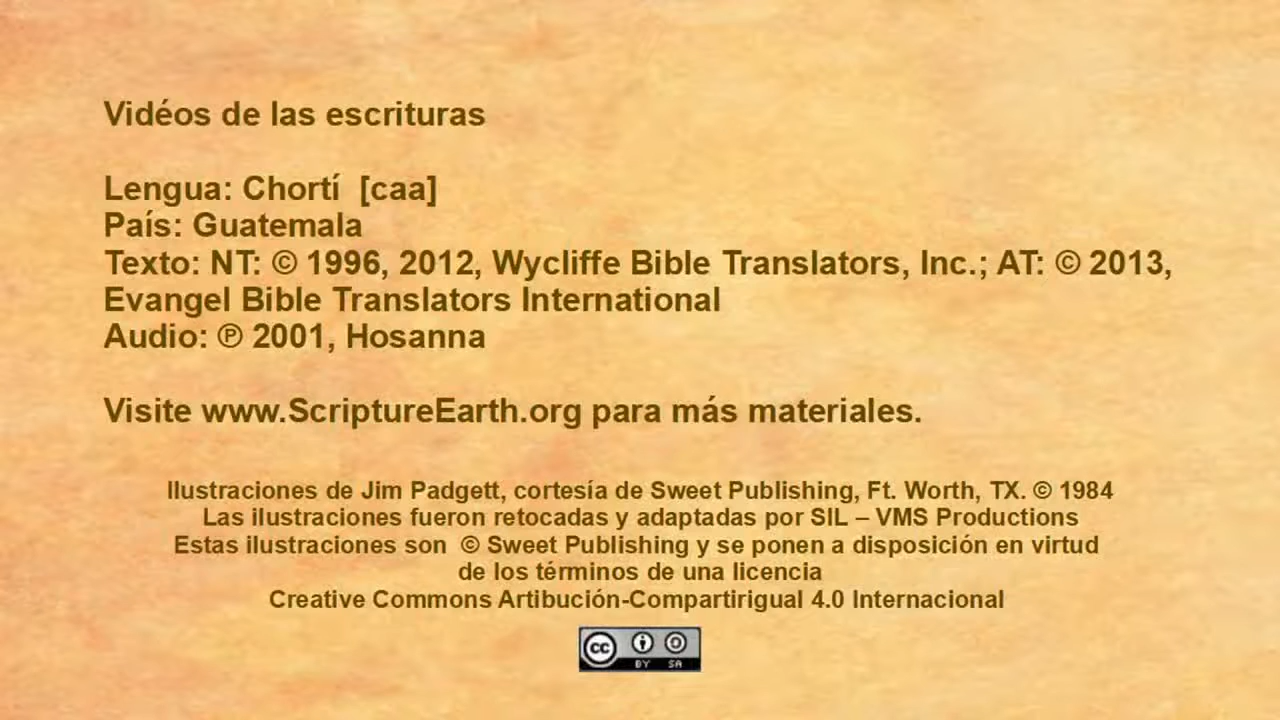 Vidéos de las escrituras
Lengua: Chortí [caa]
País: Guatemala
Texto: NT: © 1996, 2012, Wycliffe Bible Translators, Inc.; AT: © 2013,
Evangel Bible Translators International
Audio: ℗ 2001, Hosanna
Visite www.ScriptureEarth.org para más materiales.
Ilustraciones de Jim Padgett, cortesía de Sweet Publishing, Ft. Worth, TX. © 1984
Las ilustraciones fueron retocadas y adaptadas por SIL – VMS Productions
Estas ilustraciones son © Sweet Publishing y se ponen a disposición en virtud
de los términos de una licencia
Creative Commons Artibución-Compartirigual 4.0 Internacional
cc BY SA